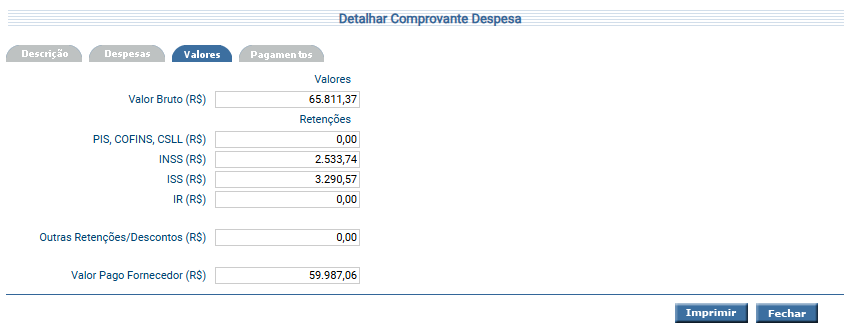 Detalhar Comprovante Despesa
Descrição Despesas Valores Pagamentos
Valores
Valor Bruto (R$) 65.811,37
Retenções
PIS, COFINS, CSLL (R$) 0,00
INSS (R$) 2.533,74
ISS (R$) 3.290,57
IR (R$) 0,00
Outras Retenções/Descontos (R$) 0,00
Valor Pago Fornecedor (R$) 59.987,06
Imprimir Fechar